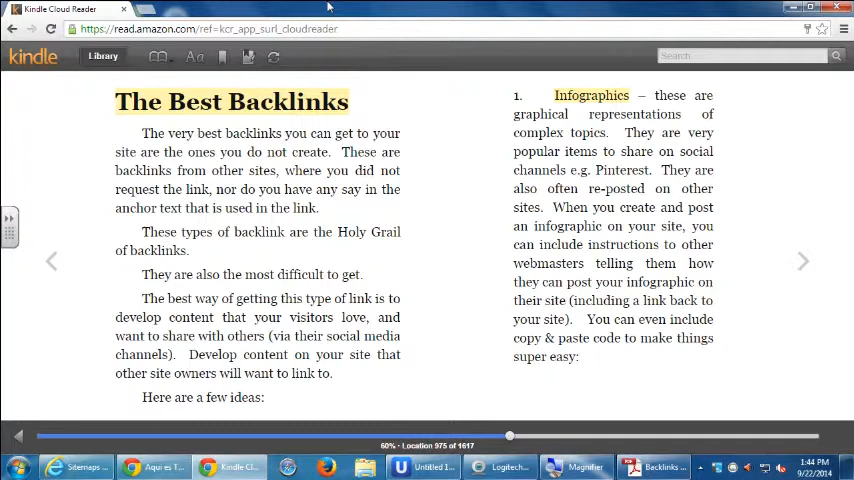 Kindle Cloud Reader
https://read.amazon.com/ref=kcr_app_surl_cloudreader
kindle
Library
Aa
Search
The Best Backlinks
The very best backlinks you can get to your
site are the ones you do not create. These are
backlinks from other sites, where you did not
request the link, nor do you have any say in the
anchor text that is used in the link.
These types of backlink are the Holy Grail
of backlinks.
They are also the most difficult to get.
The best way of getting this type of link is to
develop content that your visitors love, and
want to share with others (via their social media
channels). Develop content on your site that
other site owners will want to link to.
Here are a few ideas:
1. Infographics – these are
graphical representations of
complex topics. They are very
popular items to share on social
channels e.g. Pinterest. They are
also often re-posted on other
sites. When you create and post
an infographic on your site, you
can include instructions to other
webmasters telling them how
they can post your infographic on
their site (including a link back to
your site). You can even include
copy & paste code to make things
super easy:
60% · Location 975 of 1617
Sitemaps ...
Aqui es T...
Kindle Cl...
Untitled 1...
Logitech...
Magnifier
Backlinks ...
1:44 PM
9/22/2014